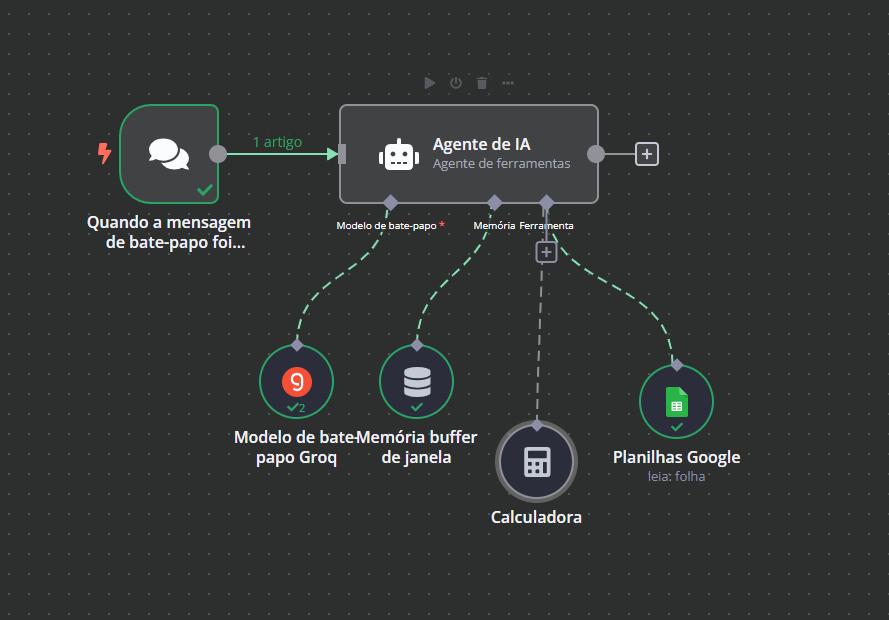 1 artigo
Agente de IA
Agente de ferramentas
Quando a mensagem
de bate-papo foi...
Modelo de bate-papo *
Memória
Ferramenta
2
Modelo de bate-
papo Groq
Memória buffer
de janela
Calculadora
Planilhas Google
leia: folha